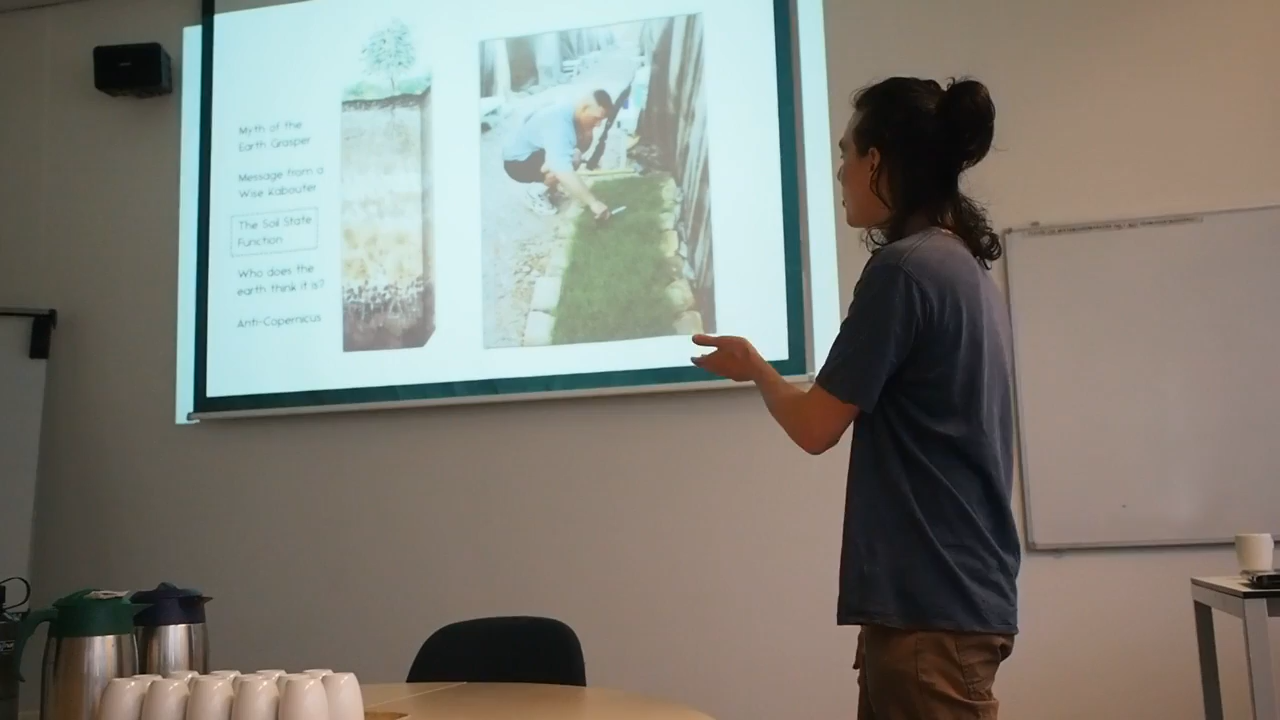 Myth of the
Earth Grasper
Message from a
Wise Kabouter
The Soil State
Function
Who does the
earth think it is?
Anti-Copernicus